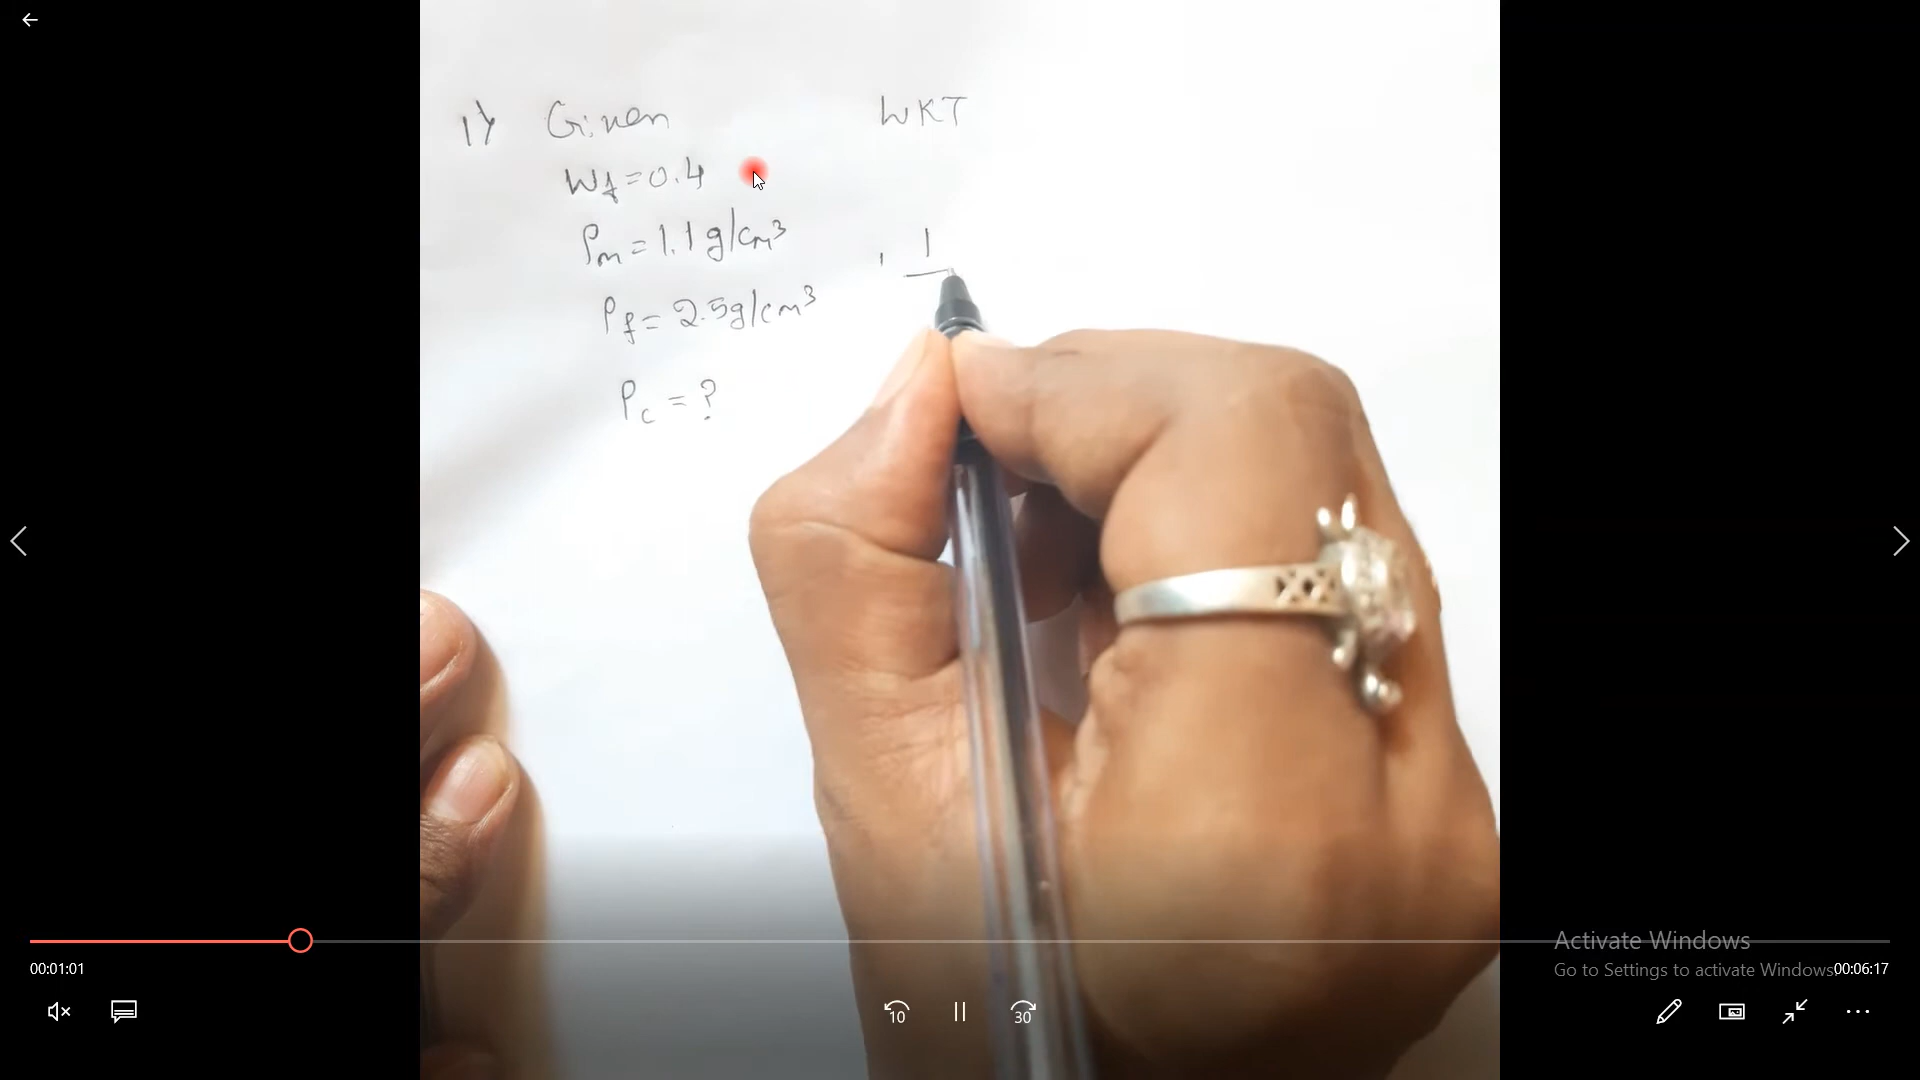 1) Given
WKT
Wf = 0.4
ρm = 1.1 g/cm³
1
ρf = 2.5g/cm³
ρc = ?
Activate Windows
Go to Settings to activate Windows.
00:01:01
00:06:17
10
30